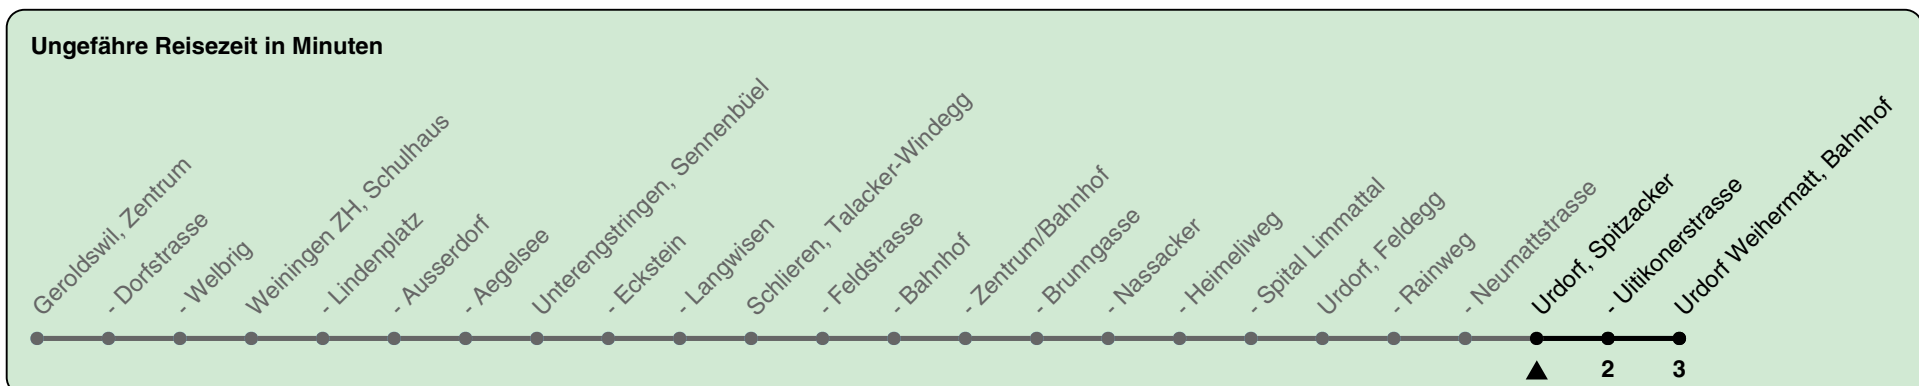 Ungefähre Reisezeit in Minuten
Geroldswil, Zentrum
- Dorfstrasse
- Welbrig
Weiningen ZH, Schulhaus
- Lindenplatz
- Ausserdorf
- Aegelsee
Unterengstringen, Sennenbüel
- Eckstein
- Langwisen
Schlieren, Talacker-Windegg
- Feldstrasse
- Bahnhof
- Zentrum/Bahnhof
- Brunngasse
- Nassacker
- Heimeliweg
- Spital Limmattal
Urdorf, Feldegg
- Rainweg
- Neumattstrasse
Urdorf, Spitzacker
- Uitikonerstrasse
Urdorf Weihermatt, Bahnhof
2
3